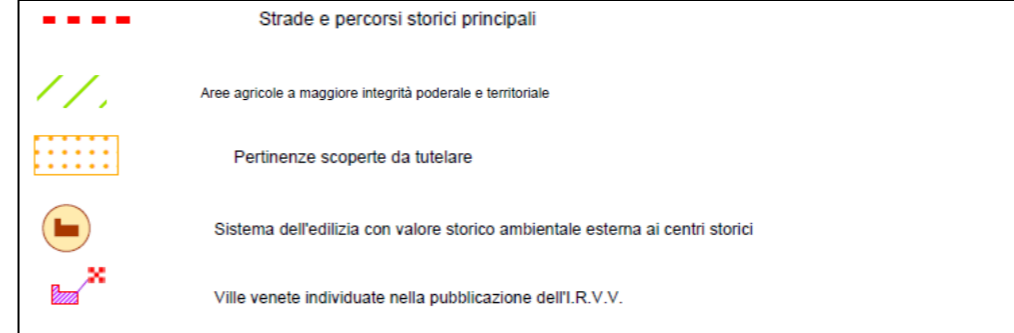 Strade e percorsi storici principali
Aree agricole a maggiore integrità poderale e territoriale
Pertinenze scoperte da tutelare
Sistema dell'edilizia con valore storico ambientale esterna ai centri storici
Ville venete individuate nella pubblicazione dell'I.R.V.V.